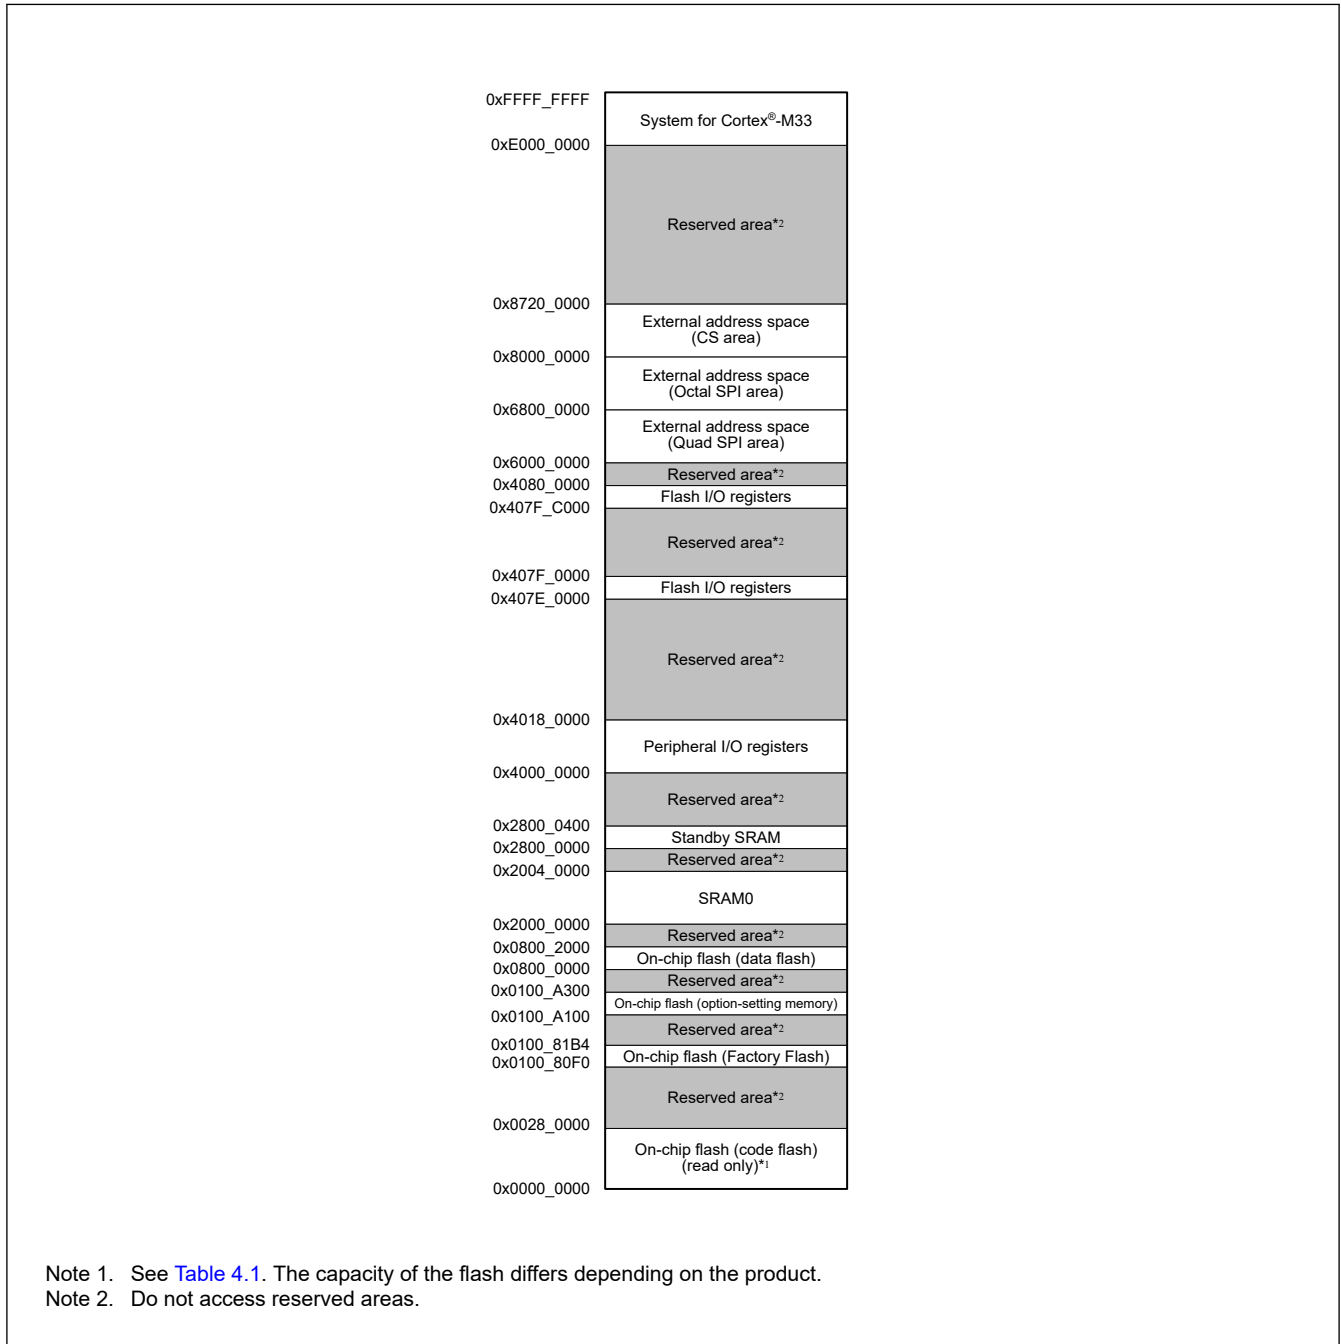 0xFFFF_FFFF
System for Cortex®-M33
0xE000_0000
Reserved area*2
0x8720_0000
External address space
(CS area)
0x8000_0000
External address space
(Octal SPI area)
0x6800_0000
External address space
(Quad SPI area)
0x6000_0000
Reserved area*2
0x4080_0000
Flash I/O registers
0x407F_C000
Reserved area*2
0x407F_0000
Flash I/O registers
0x407E_0000
Reserved area*2
0x4018_0000
Peripheral I/O registers
0x4000_0000
Reserved area*2
0x2800_0400
Standby SRAM
0x2800_0000
Reserved area*2
0x2004_0000
SRAM0
0x2000_0000
Reserved area*2
0x0800_2000
On-chip flash (data flash)
0x0800_0000
Reserved area*2
0x0100_A300
On-chip flash (option-setting memory)
0x0100_A100
Reserved area*2
0x0100_81B4
On-chip flash (Factory Flash)
0x0100_80F0
Reserved area*2
0x0028_0000
On-chip flash (code flash)
(read only)*1
0x0000_0000
Note 1. See Table 4.1. The capacity of the flash differs depending on the product.
Note 2. Do not access reserved areas.